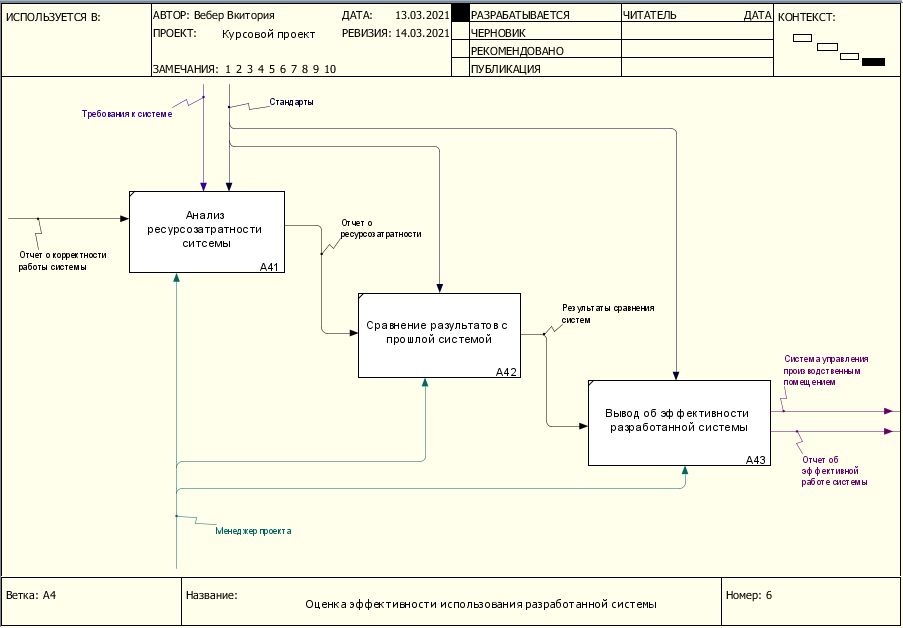 ИСПОЛЬЗУЕТСЯ В:
АВТОР: Вебер Вкитория
ДАТА: 13.03.2021
РАЗРАБАТЫВАЕТСЯ
ЧИТАТЕЛЬ
ДАТА
КОНТЕКСТ:
ПРОЕКТ: Курсовой проект
РЕВИЗИЯ: 14.03.2021
ЧЕРНОВИК
РЕКОМЕНДОВАНО
ЗАМЕЧАНИЯ: 1 2 3 4 5 6 7 8 9 10
ПУБЛИКАЦИЯ
Требования к системе
Стандарты
Анализ
ресурсозатратности
ситсемы
A41
Отчет о корректности
работы системы
Отчет о
ресурсозатратности
Сравнение разультатов с
прошлой системой
A42
Результаты сравнения
систем
Вывод об эффективности
разработанной системы
A43
Система управления
производственным
помещением
Отчет об
эффективной
работе системы
Менеджер проекта
Ветка: A4
Название:
Оценка эффективности использования разработанной системы
Номер: 6